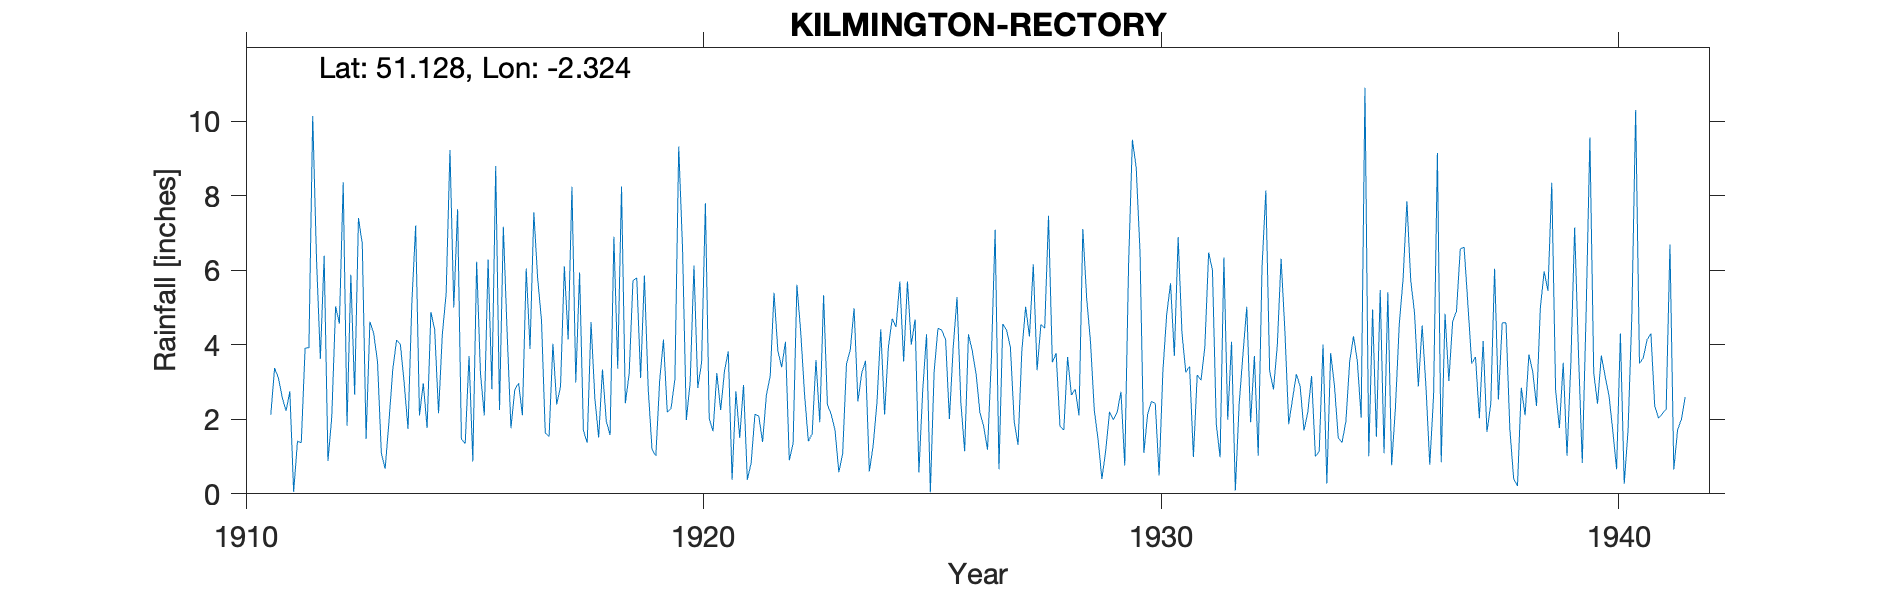 KILMINGTON-RECTORY
Lat: 51.128, Lon: -2.324
Rainfall [inches]
10
8
6
4
2
0
1910 1920 1930 1940
Year